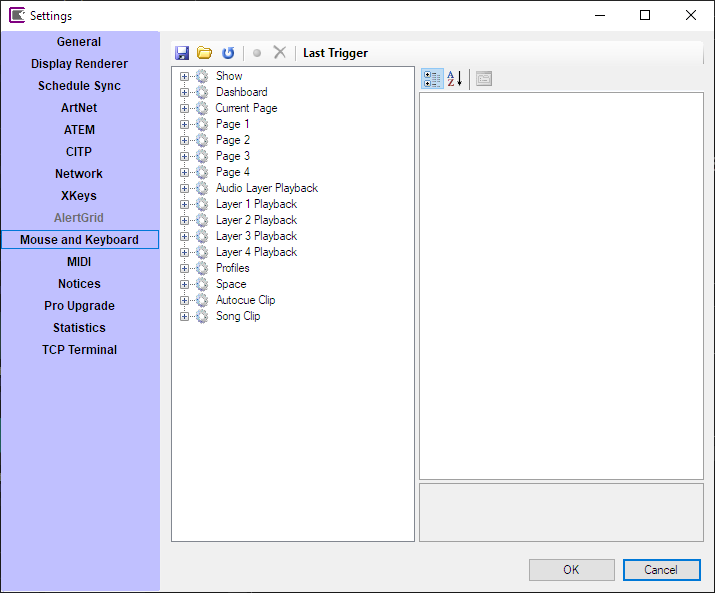 Settings
General
Display Renderer
Schedule Sync
ArtNet
ATEM
CITP
Network
XKeys
AlertGrid
Mouse and Keyboard
MIDI
Notices
Pro Upgrade
Statistics
TCP Terminal
Last Trigger
Show
Dashboard
Current Page
Page 1
Page 2
Page 3
Page 4
Audio Layer Playback
Layer 1 Playback
Layer 2 Playback
Layer 3 Playback
Layer 4 Playback
Profiles
Space
Autocue Clip
Song Clip
OK
Cancel